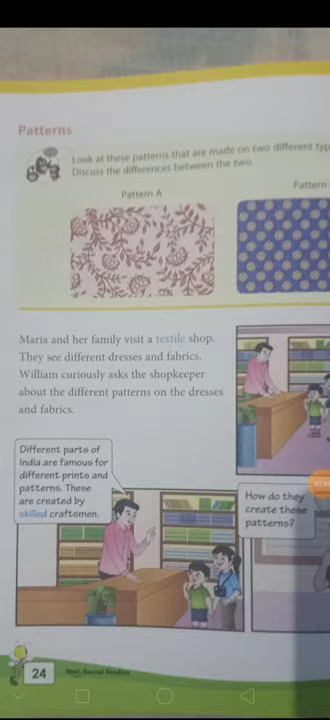 Patterns
Look at these patterns that are made on two different
Discuss the differences between the two.
Pattern A
Pattern
Maria and her family visit a textile shop.
They see different dresses and fabrics.
William curiously asks the shopkeeper
about the different patterns on the dresses
and fabrics.
Different parts of
India are famous for
different prints and
patterns. These
are created by
skilled craftsmen.
How do they
create these
patterns?
24